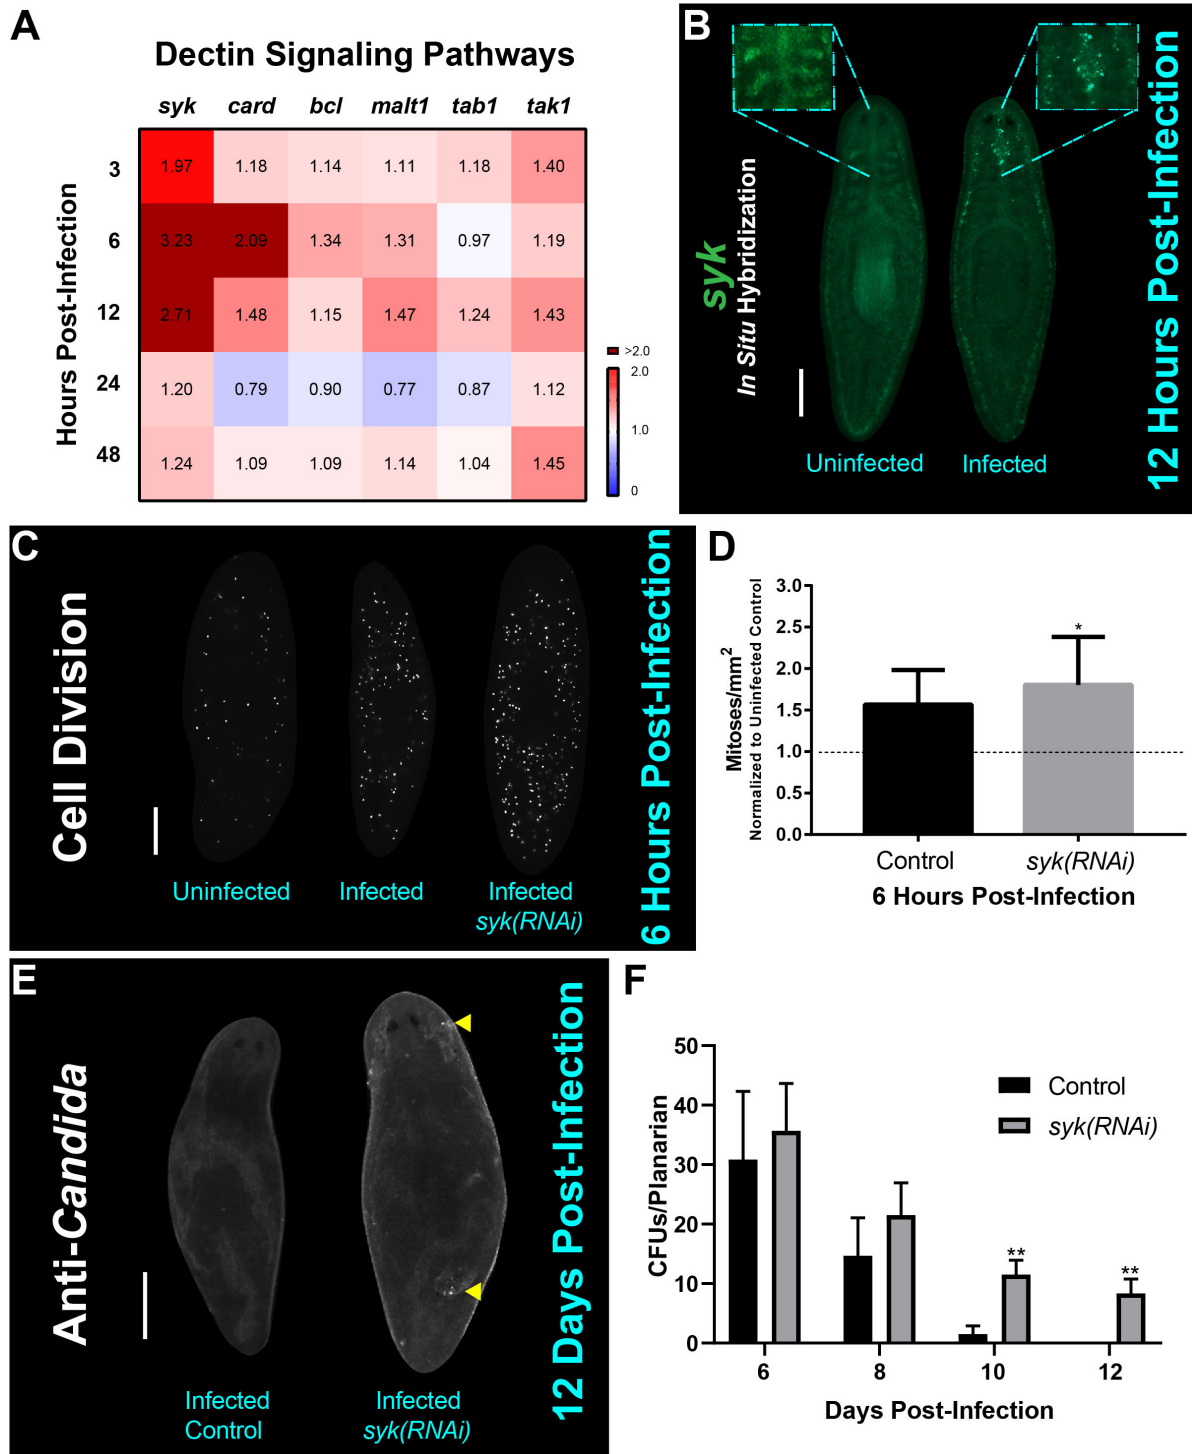 A
Dectin Signaling Pathways
syk card bcl malt1 tab1 tak1
Hours Post-Infection
3 1.97 1.18 1.14 1.11 1.18 1.40
6 3.23 2.09 1.34 1.31 0.97 1.19
12 2.71 1.48 1.15 1.47 1.24 1.43
24 1.20 0.79 0.90 0.77 0.87 1.12
48 1.24 1.09 1.09 1.14 1.04 1.45
>2.0
2.0
1.0
0
B
syk
In Situ Hybridization
Uninfected Infected
12 Hours Post-Infection
C
Cell Division
Uninfected Infected Infected
syk(RNAi)
6 Hours Post-Infection
D
Mitoses/mm²
Normalized to Uninfected Control
3.0
2.5
2.0
1.5
1.0
0.5
0.0
*
Control syk(RNAi)
6 Hours Post-Infection
E
Anti-Candida
Infected Infected
Control syk(RNAi)
12 Days Post-Infection
F
CFUs/Planarian
50
40
30
20
10
0
Control
syk(RNAi)
** **
6 8 10 12
Days Post-Infection